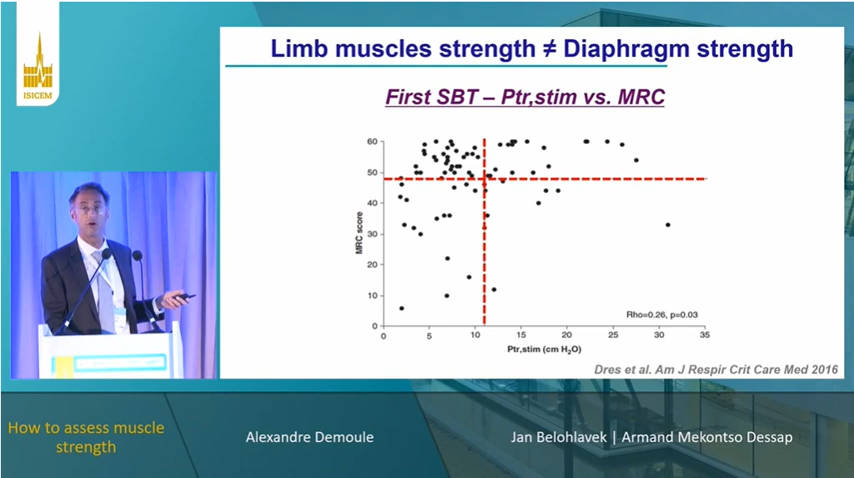 ISICEM
Limb muscles strength ≠ Diaphragm strength
First SBT – Ptr,stim vs. MRC
60
50
40
30
20
10
0
MRC score
0 5 10 15 20 25 30 35
Ptr,stim (cm H₂O)
Rho=0.26, p=0.03
Dres et al. Am J Respir Crit Care Med 2016
How to assess muscle
strength
Alexandre Demoule
Jan Belohlavek | Armand Mekontso Dessap